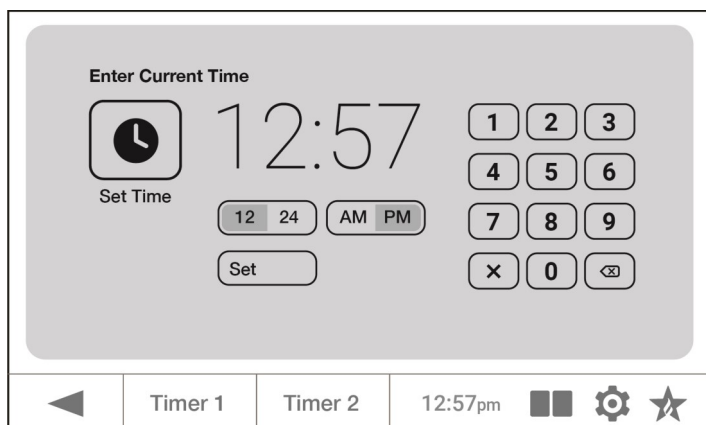 Enter Current Time
12:57
Set Time
12 24 AM PM
Set
1 2 3
4 5 6
7 8 9
× 0
Timer 1 Timer 2 12:57pm